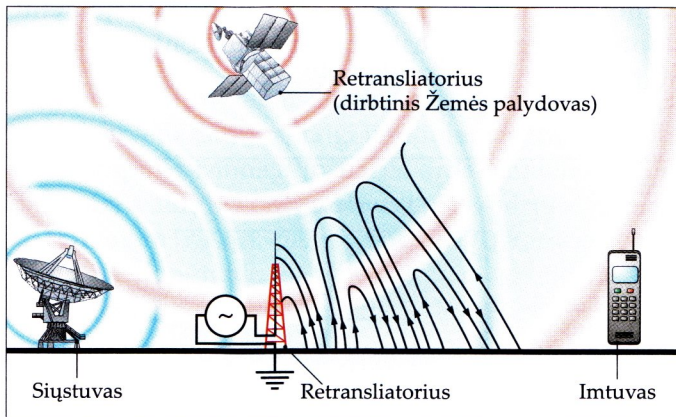 Retransliatorius
(dirbtinis Žemės palydovas)
~
Siųstuvas
Retransliatorius
Imtuvas